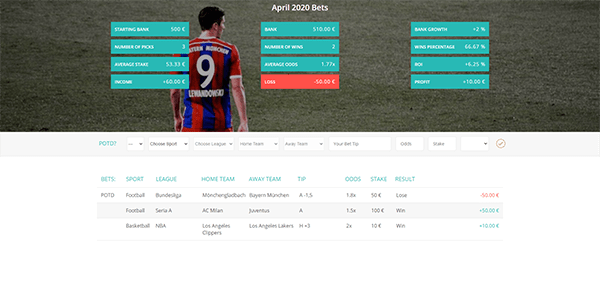 April 2020 Bets
STARTING BANK 500 € BANK 510.00 € BANK GROWTH +2 %
NUMBER OF PICKS 3 NUMBER OF WINS 2 WINS PERCENTAGE 66.67 %
AVERAGE STAKE 53.33 € AVERAGE ODDS 1.77x ROI +6.25 %
INCOME +60.00 € LOSS -50.00 € PROFIT +10.00 €
BAYERN MÜNCHEN
9
LEWANDOWSKI
POTD? --- Choose Sport Choose League Home Team Away Team Your Bet Tip Odds Stake
BETS: SPORT LEAGUE HOME TEAM AWAY TEAM TIP ODDS STAKE RESULT
POTD Football Bundesliga Mönchengladbach Bayern München A -1,5 1.8x 50 € Lose -50.00 €
Football Seria A AC Milan Juventus A 1.5x 100 € Win +50.00 €
Basketball NBA Los Angeles Clippers Los Angeles Lakers H +3 2x 10 € Win +10.00 €